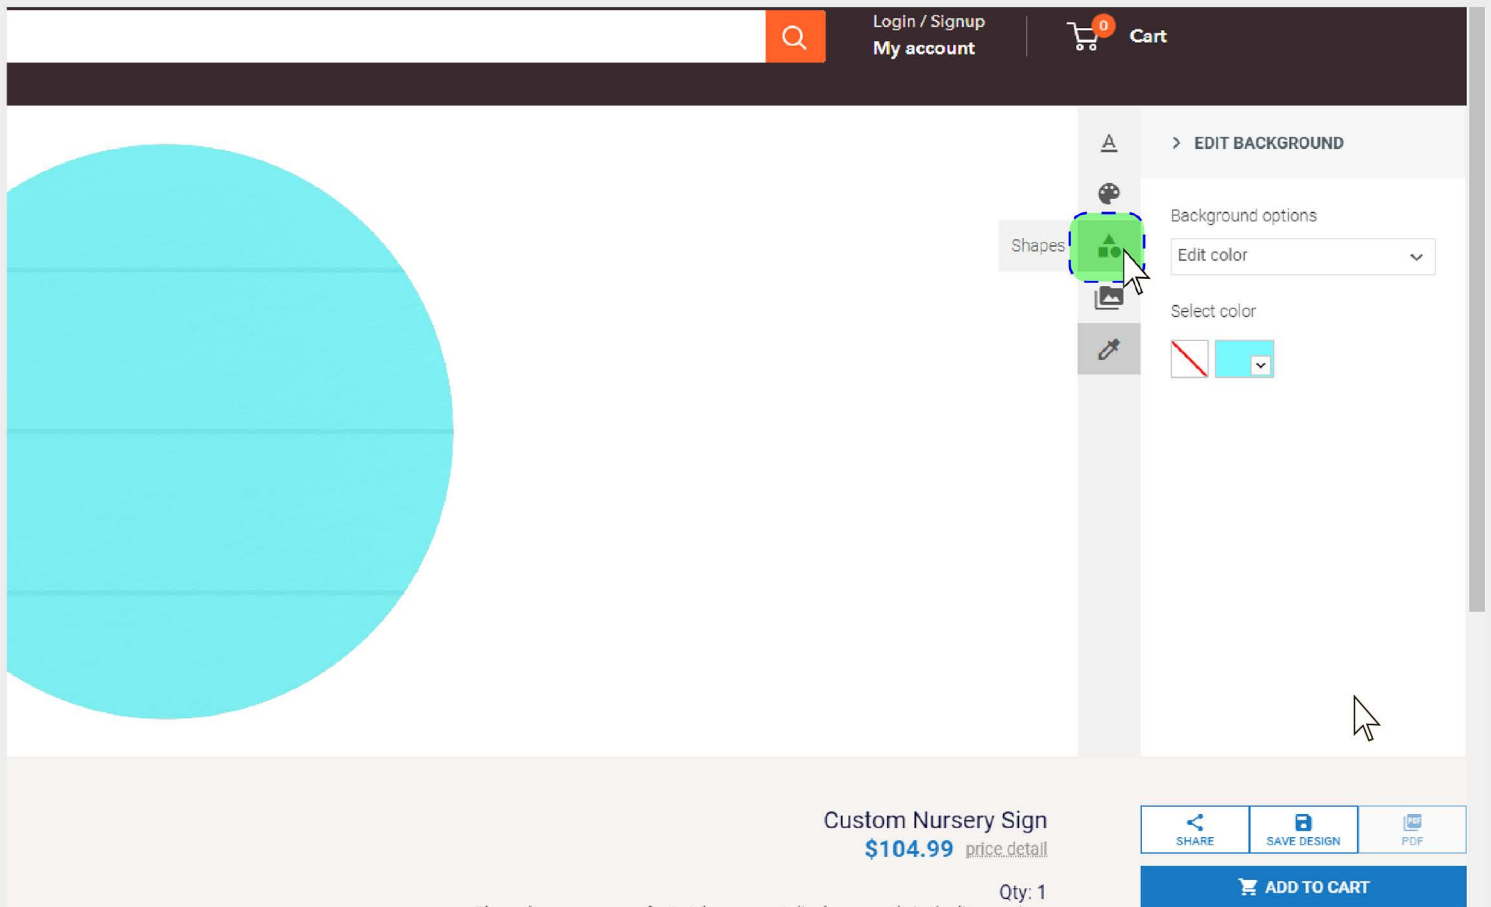 Login / Signup
My account
0
Cart
A
EDIT BACKGROUND
Background options
Shapes
Edit color
Select color
Custom Nursery Sign
$104.99 price detail
Qty: 1
SHARE
SAVE DESIGN
PDF
PDF
ADD TO CART